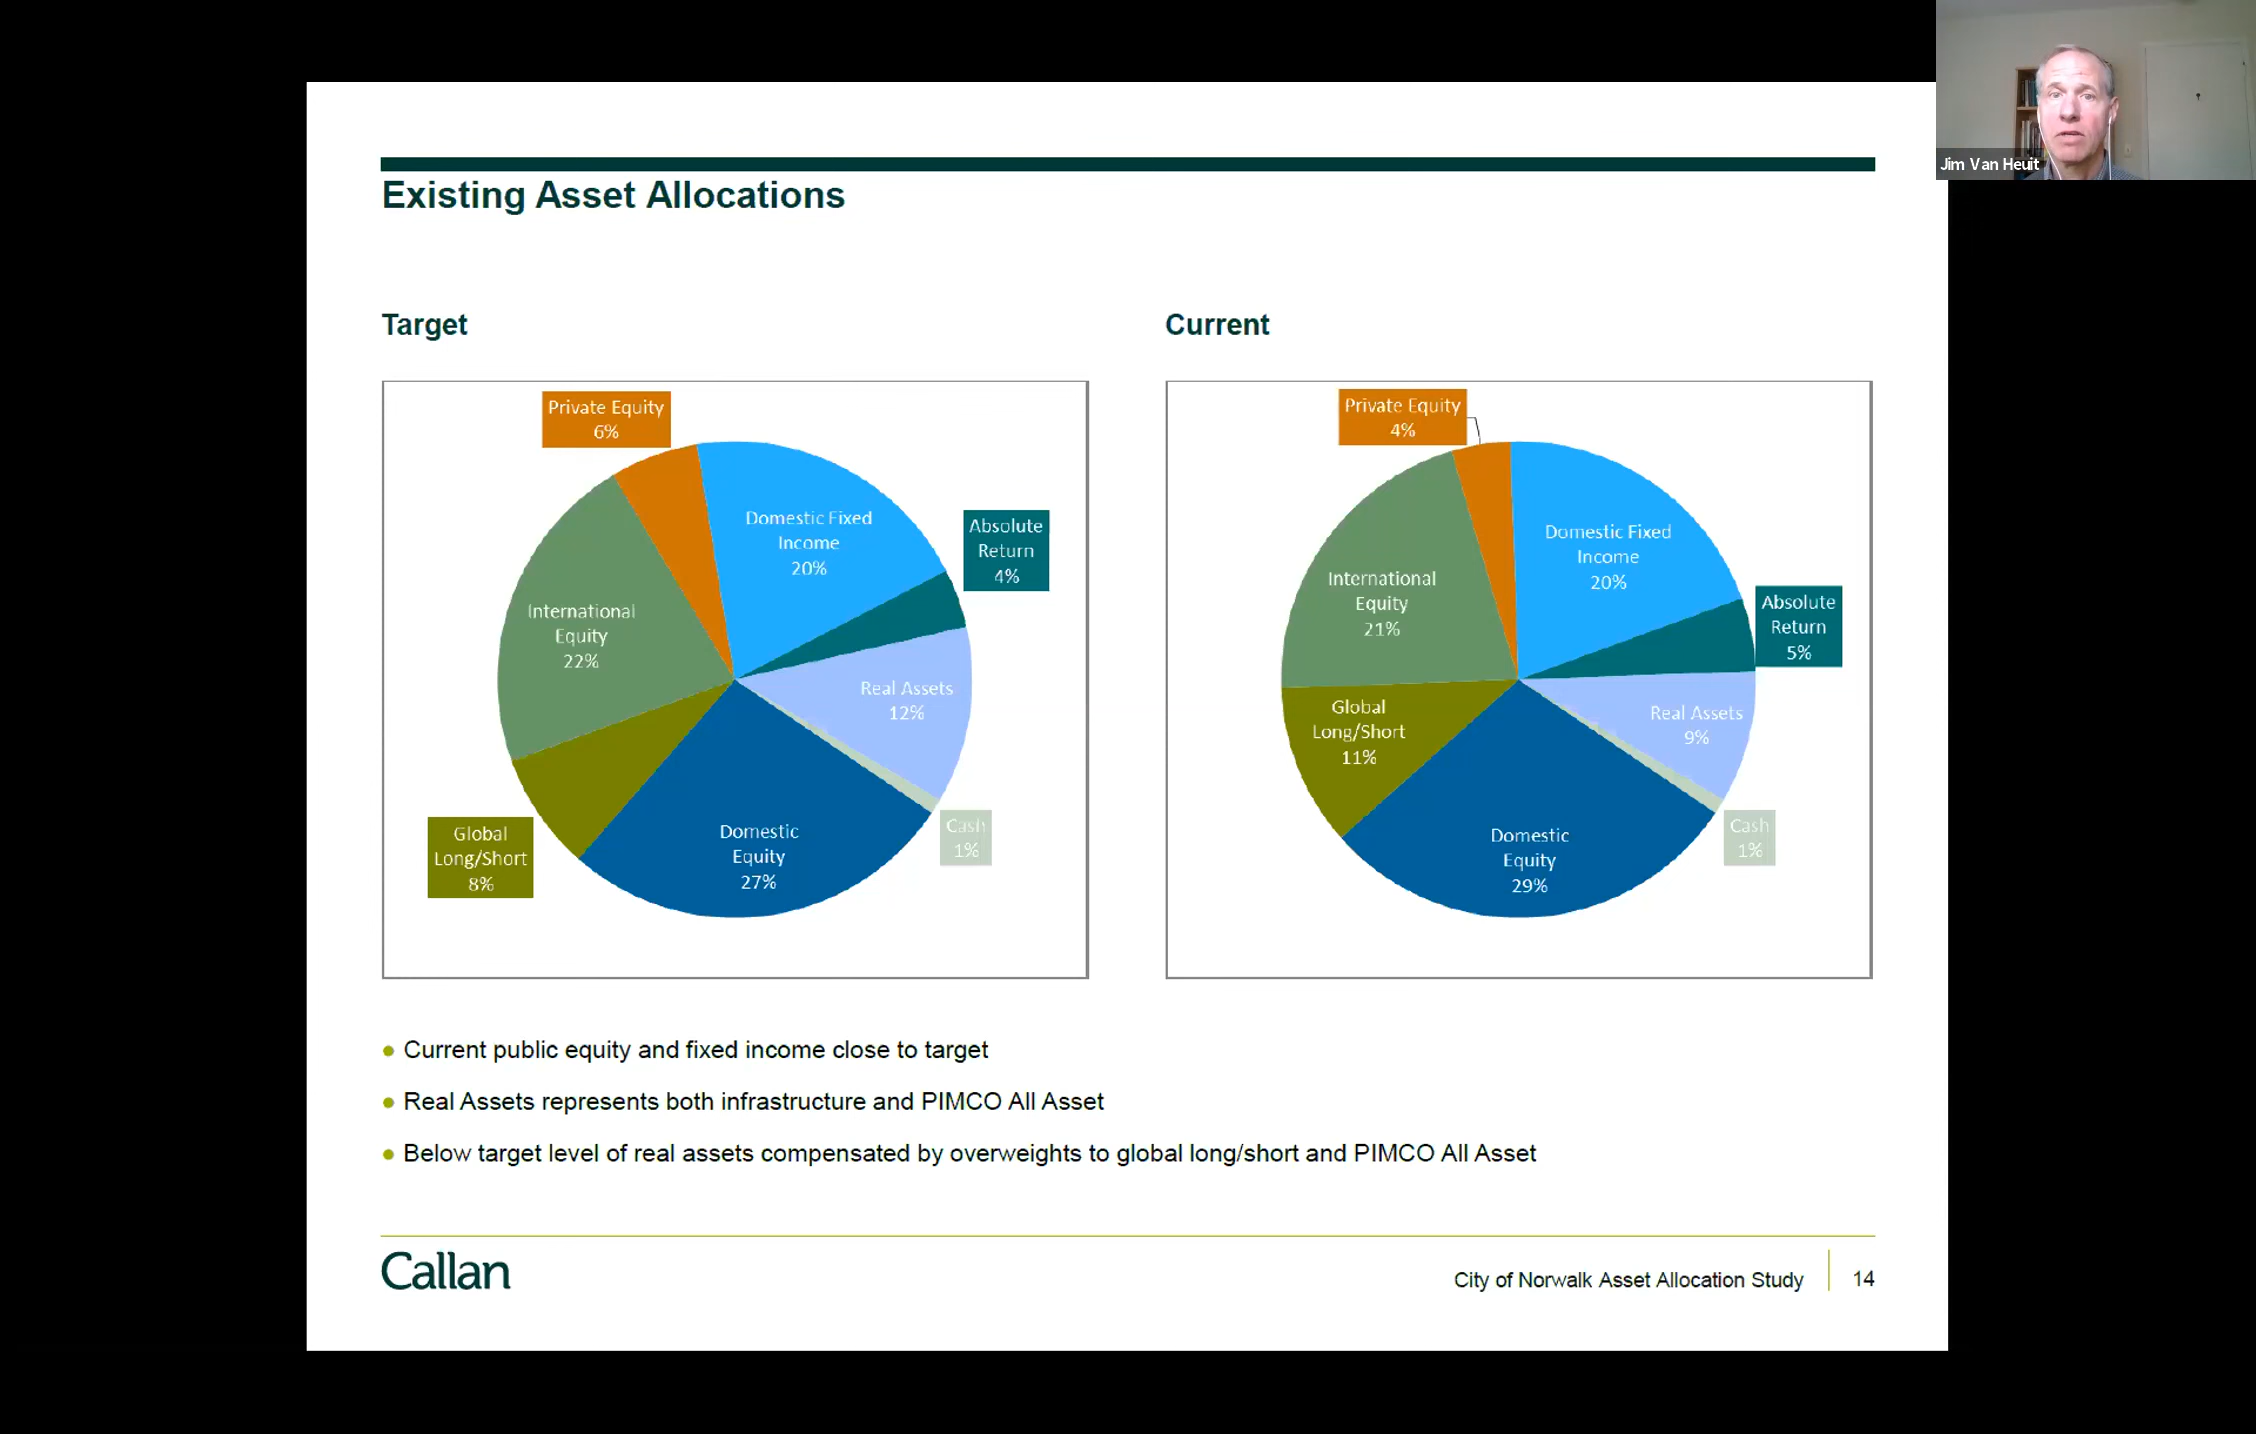 Jim Van Heuit
Existing Asset Allocations
Target
Private Equity
6%
Domestic Fixed
Income
20%
Absolute
Return
4%
International
Equity
22%
Real Assets
12%
Global
Long/Short
8%
Domestic
Equity
27%
Cash
1%
Current
Private Equity
4%
Domestic Fixed
Income
20%
Absolute
Return
5%
International
Equity
21%
Global
Long/Short
11%
Real Assets
9%
Domestic
Equity
29%
Cash
1%
Current public equity and fixed income close to target
Real Assets represents both infrastructure and PIMCO All Asset
Below target level of real assets compensated by overweights to global long/short and PIMCO All Asset
Callan
City of Norwalk Asset Allocation Study
14